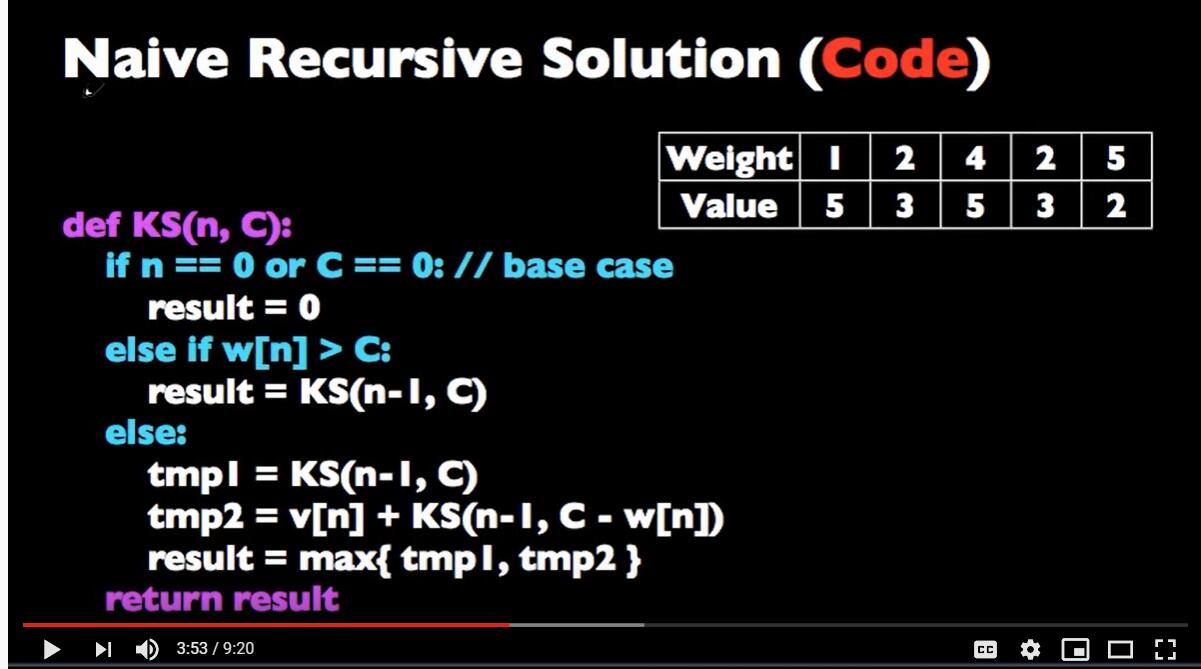 Naive Recursive Solution (Code)
Weight 1 2 4 2 5
Value 5 3 5 3 2
def KS(n, C):
if n == 0 or C == 0: // base case
result = 0
else if w[n] > C:
result = KS(n-1, C)
else:
tmp1 = KS(n-1, C)
tmp2 = v[n] + KS(n-1, C - w[n])
result = max{ tmp1, tmp2 }
return result
3:53 / 9:20
CC